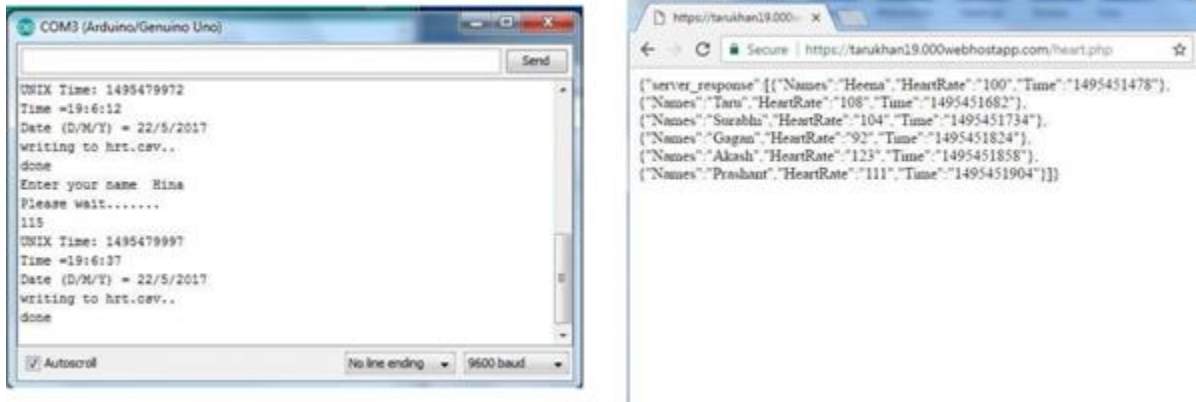 COM3 (Arduino/Genuino Uno)
Send
UNIX Time: 1495479972
Time =19:6:12
Date (D/M/Y) = 22/5/2017
writing to hrt.csv..
done
Enter your name  Hina
Please wait.......
115
UNIX Time: 1495479997
Time =19:6:37
Date (D/M/Y) = 22/5/2017
writing to hrt.csv..
done
Autoscroll
No line ending
9600 baud
https://tarukhan19.000
Secure | https://tarukhan19.000webhostapp.com/heart.php
{"server_response":[{"Names":"Heena","HeartRate":"100","Time":"1495451478"},
{"Names":"Taru","HeartRate":"108","Time":"1495451682"},
{"Names":"Surabhi","HeartRate":"104","Time":"1495451734"},
{"Names":"Gagan","HeartRate":"92","Time":"1495451824"},
{"Names":"Akash","HeartRate":"123","Time":"1495451858"},
{"Names":"Prashant","HeartRate":"111","Time":"1495451904"}]}